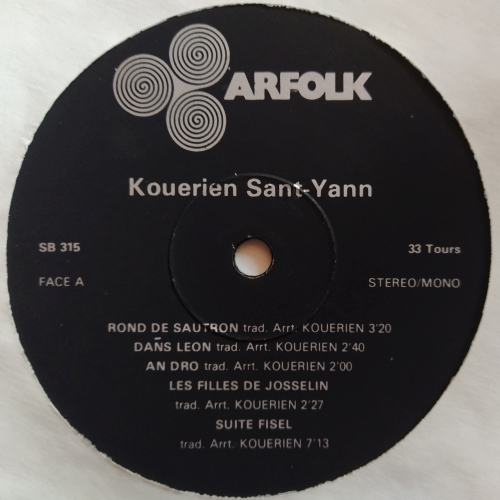 ARFOLK
Kouerien Sant-Yann
SB 315
33 Tours
FACE A
STEREO/MONO
ROND DE SAUTRON trad. Arrt. KOUERIEN 3'20
DAÑS LEON trad. Arrt. KOUERIEN 2'40
AN DRO trad. Arrt. KOUERIEN 2'00
LES FILLES DE JOSSELIN
trad. Arrt. KOUERIEN 2'27
SUITE FISEL
trad. Arrt. KOUERIEN 7'13